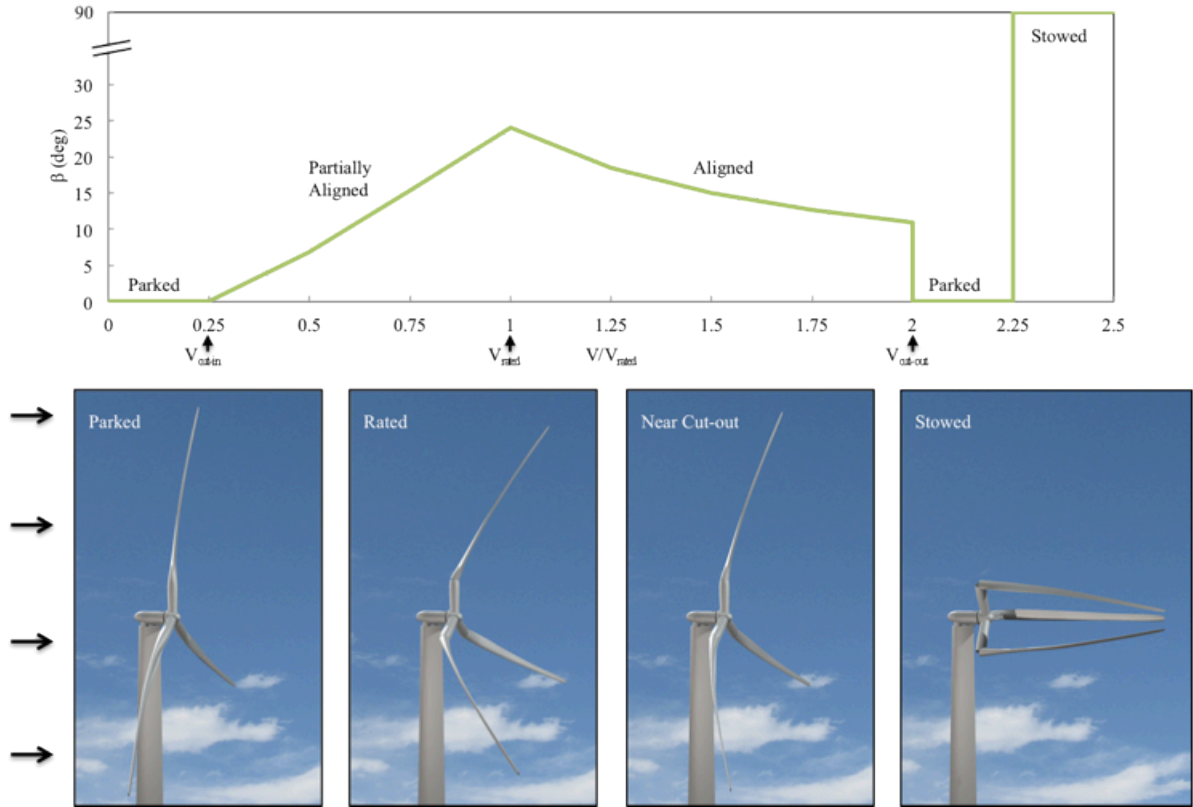 90
Stowed
30
25
20
15
10
5
0
β (deg)
Partially
Aligned
Aligned
Parked
Parked
0 0.25 0.5 0.75 1 1.25 1.5 1.75 2 2.25 2.5
Vcut-in Vrated V/Vrated Vcut-out
Parked
Rated
Near Cut-out
Stowed